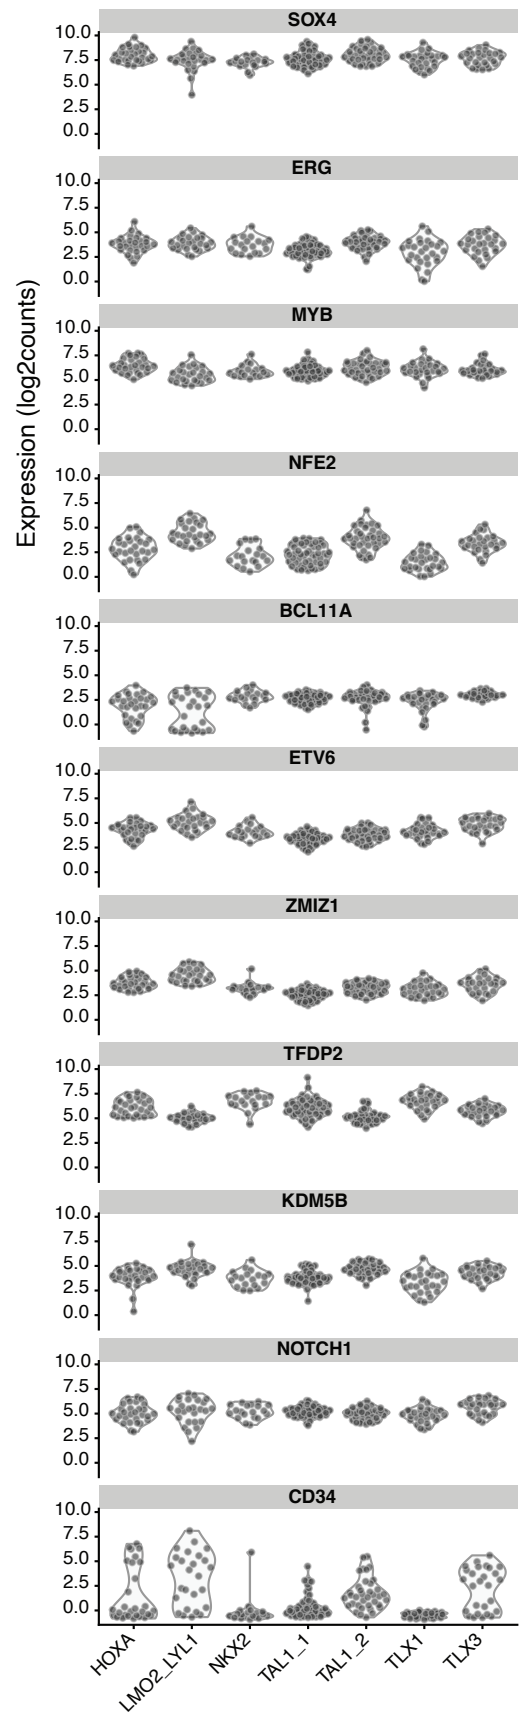 SOX4
10.0
7.5
5.0
2.5
0.0
ERG
10.0
7.5
5.0
2.5
0.0
MYB
10.0
7.5
5.0
2.5
0.0
NFE2
10.0
7.5
5.0
2.5
0.0
BCL11A
10.0
7.5
5.0
2.5
0.0
ETV6
10.0
7.5
5.0
2.5
0.0
ZMIZ1
10.0
7.5
5.0
2.5
0.0
TFDP2
10.0
7.5
5.0
2.5
0.0
KDM5B
10.0
7.5
5.0
2.5
0.0
NOTCH1
10.0
7.5
5.0
2.5
0.0
CD34
10.0
7.5
5.0
2.5
0.0
Expression (log2counts)
HOXA
LMO2_LYL1
NKX2
TAL1_1
TAL1_2
TLX1
TLX3